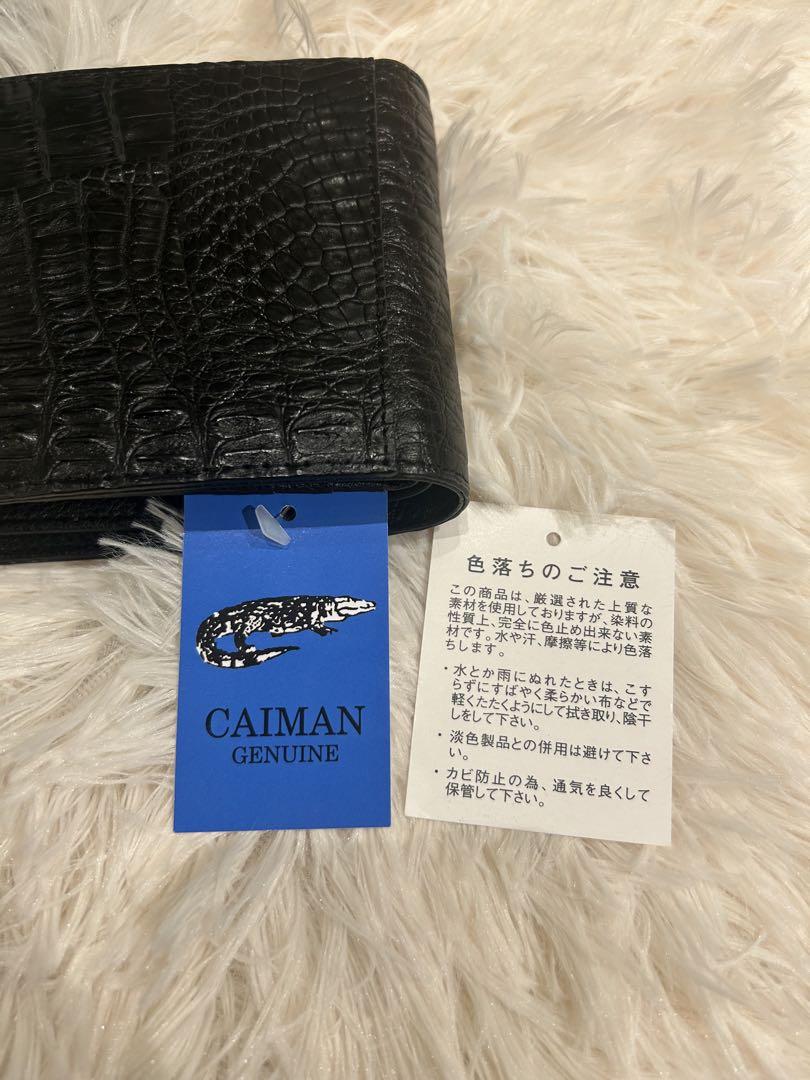 CAIMAN
GENUINE
色落ちのご注意
この商品は、厳選された上質な
素材を使用しておりますが、染料の
性質上、完全に色止め出来ない素
材です。水や汗、摩擦等により色落
ちします。
・水とか雨にぬれたときは、こす
らずにすばやく柔らかい布などで
軽くたたくようにして拭き取り、陰干
しをして下さい。
・淡色製品との併用は避けて下さ
い。
・カビ防止の為、通気を良くして
保管して下さい。